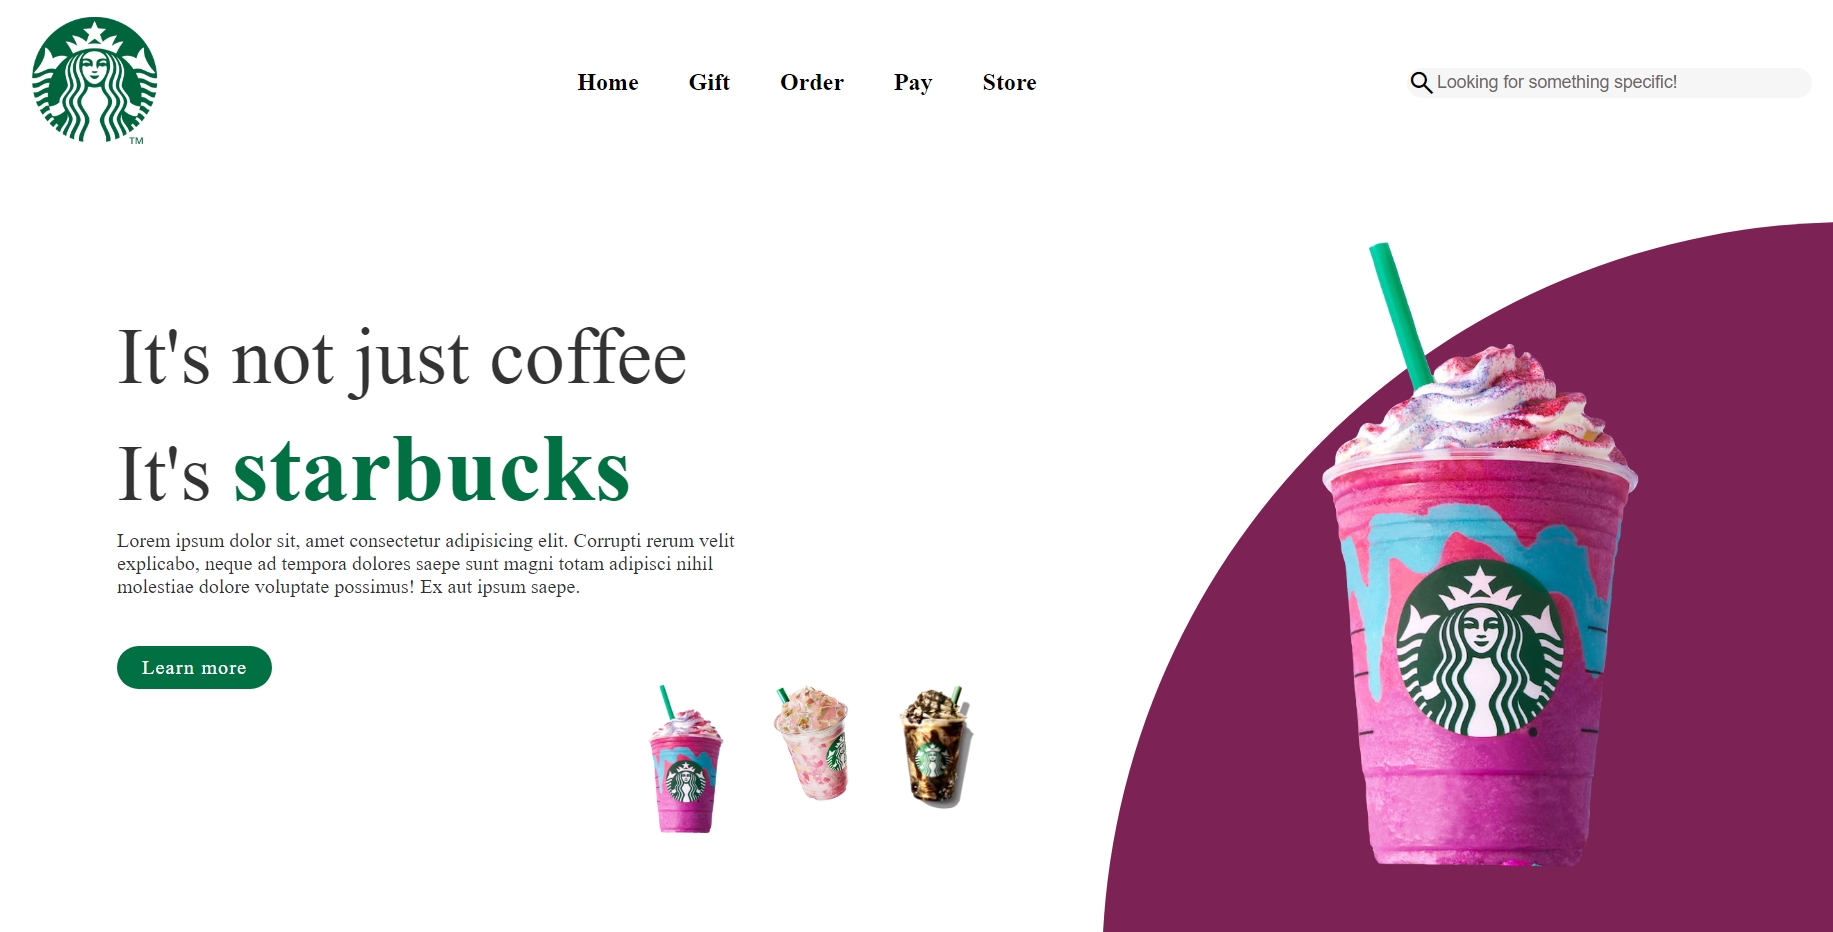 TM
Home Gift Order Pay Store
Looking for something specific!
It's not just coffee
It's starbucks
Lorem ipsum dolor sit, amet consectetur adipisicing elit. Corrupti rerum velit
explicabo, neque ad tempora dolores saepe sunt magni totam adipisci nihil
molestiae dolore voluptate possimus! Ex aut ipsum saepe.
Learn more